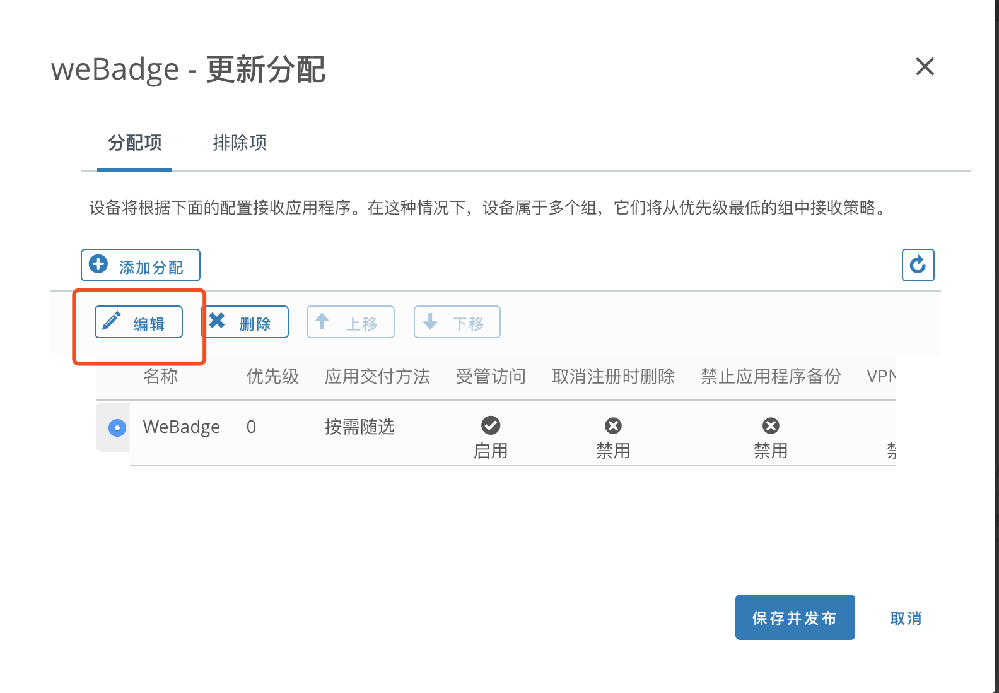 weBadge - 更新分配
分配项 排除项
设备将根据下面的配置接收应用程序。在这种情况下，设备属于多个组，它们将从优先级最低的组中接收策略。
添加分配
编辑 删除 上移 下移
名称 优先级 应用交付方法 受管访问 取消注册时删除 禁止应用程序备份 VPN
WeBadge 0 按需随选
启用 禁用 禁用
保存并发布 取消